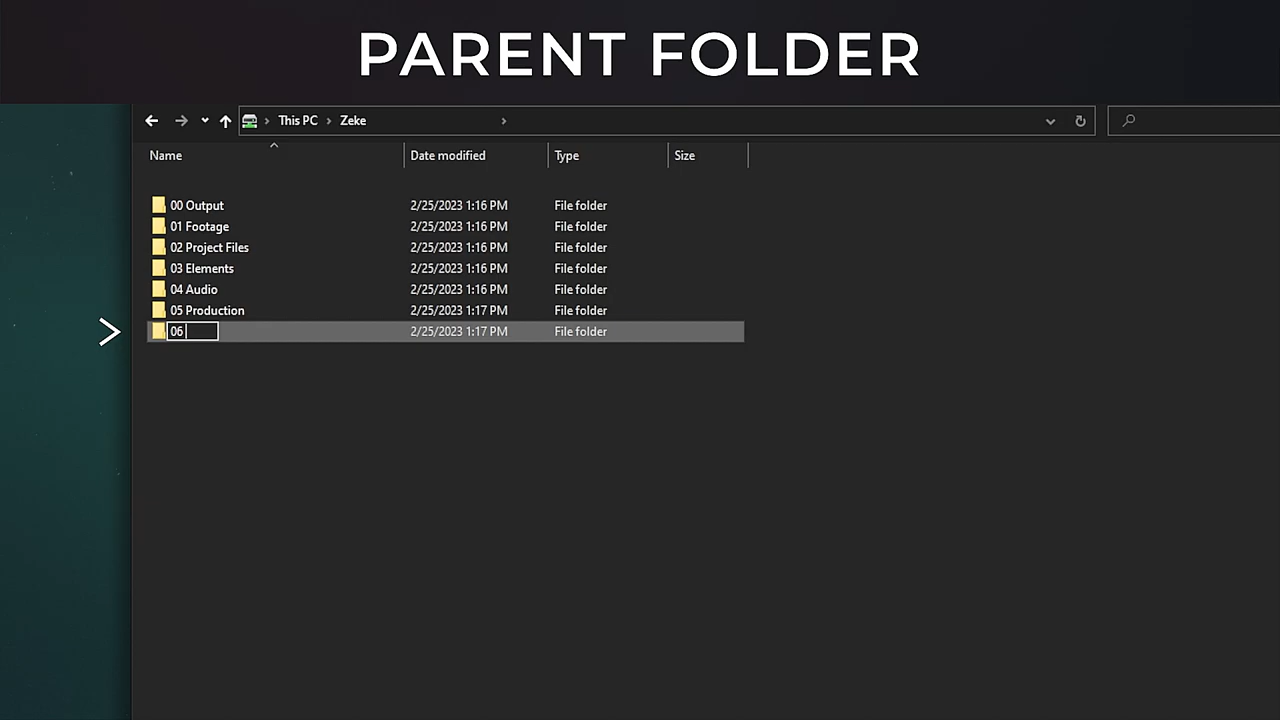 PARENT FOLDER
This PC > Zeke >
Name Date modified Type Size
00 Output 2/25/2023 1:16 PM File folder
01 Footage 2/25/2023 1:16 PM File folder
02 Project Files 2/25/2023 1:16 PM File folder
03 Elements 2/25/2023 1:16 PM File folder
04 Audio 2/25/2023 1:16 PM File folder
05 Production 2/25/2023 1:17 PM File folder
06 2/25/2023 1:17 PM File folder